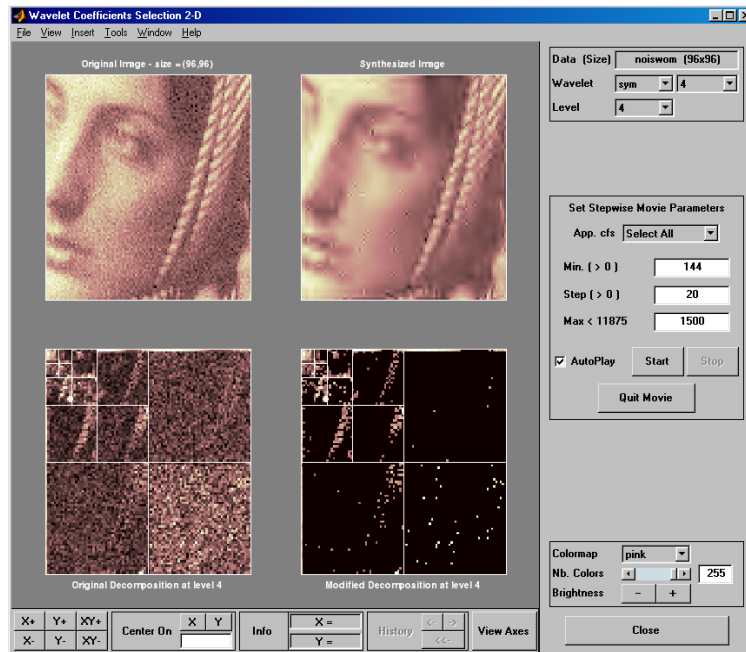 Wavelet Coefficients Selection 2-D
File View Insert Tools Window Help
Original Image - size = (96,96)
Synthesized Image
Original Decomposition at level 4
Modified Decomposition at level 4
Data (Size) noiswom (96x96)
Wavelet sym 4
Level 4
Set Stepwise Movie Parameters
App. cfs Select All
Min. ( > 0 ) 144
Step ( > 0 ) 20
Max < 11875 1500
AutoPlay Start Stop
Quit Movie
Colormap pink
Nb. Colors 255
Brightness - +
Close
X+ Y+ XY+
X- Y- XY-
Center On X Y
Info X =
Y =
History <- ->
<<-
View Axes